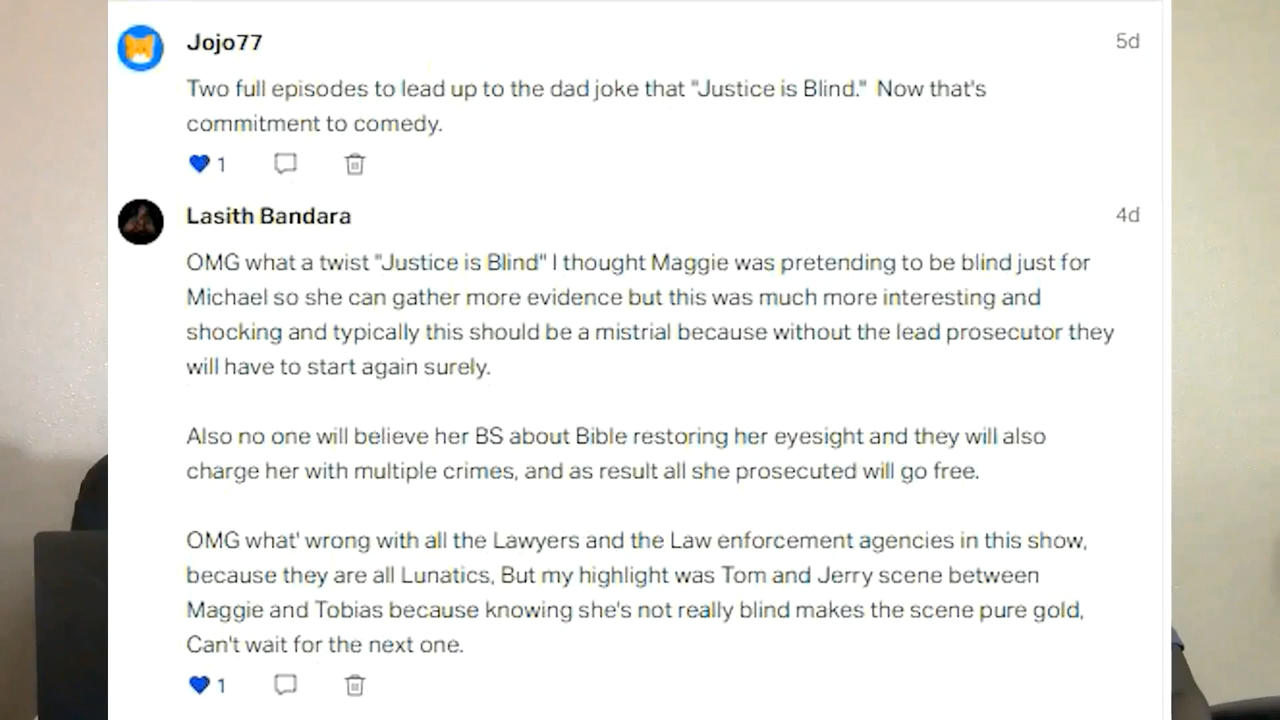 Jojo77
5d
Two full episodes to lead up to the dad joke that "Justice is Blind." Now that's
commitment to comedy.
1
Lasith Bandara
4d
OMG what a twist "Justice is Blind" I thought Maggie was pretending to be blind just for
Michael so she can gather more evidence but this was much more interesting and
shocking and typically this should be a mistrial because without the lead prosecutor they
will have to start again surely.
Also no one will believe her BS about Bible restoring her eyesight and they will also
charge her with multiple crimes, and as result all she prosecuted will go free.
OMG what' wrong with all the Lawyers and the Law enforcement agencies in this show,
because they are all Lunatics, But my highlight was Tom and Jerry scene between
Maggie and Tobias because knowing she's not really blind makes the scene pure gold,
Can't wait for the next one.
1